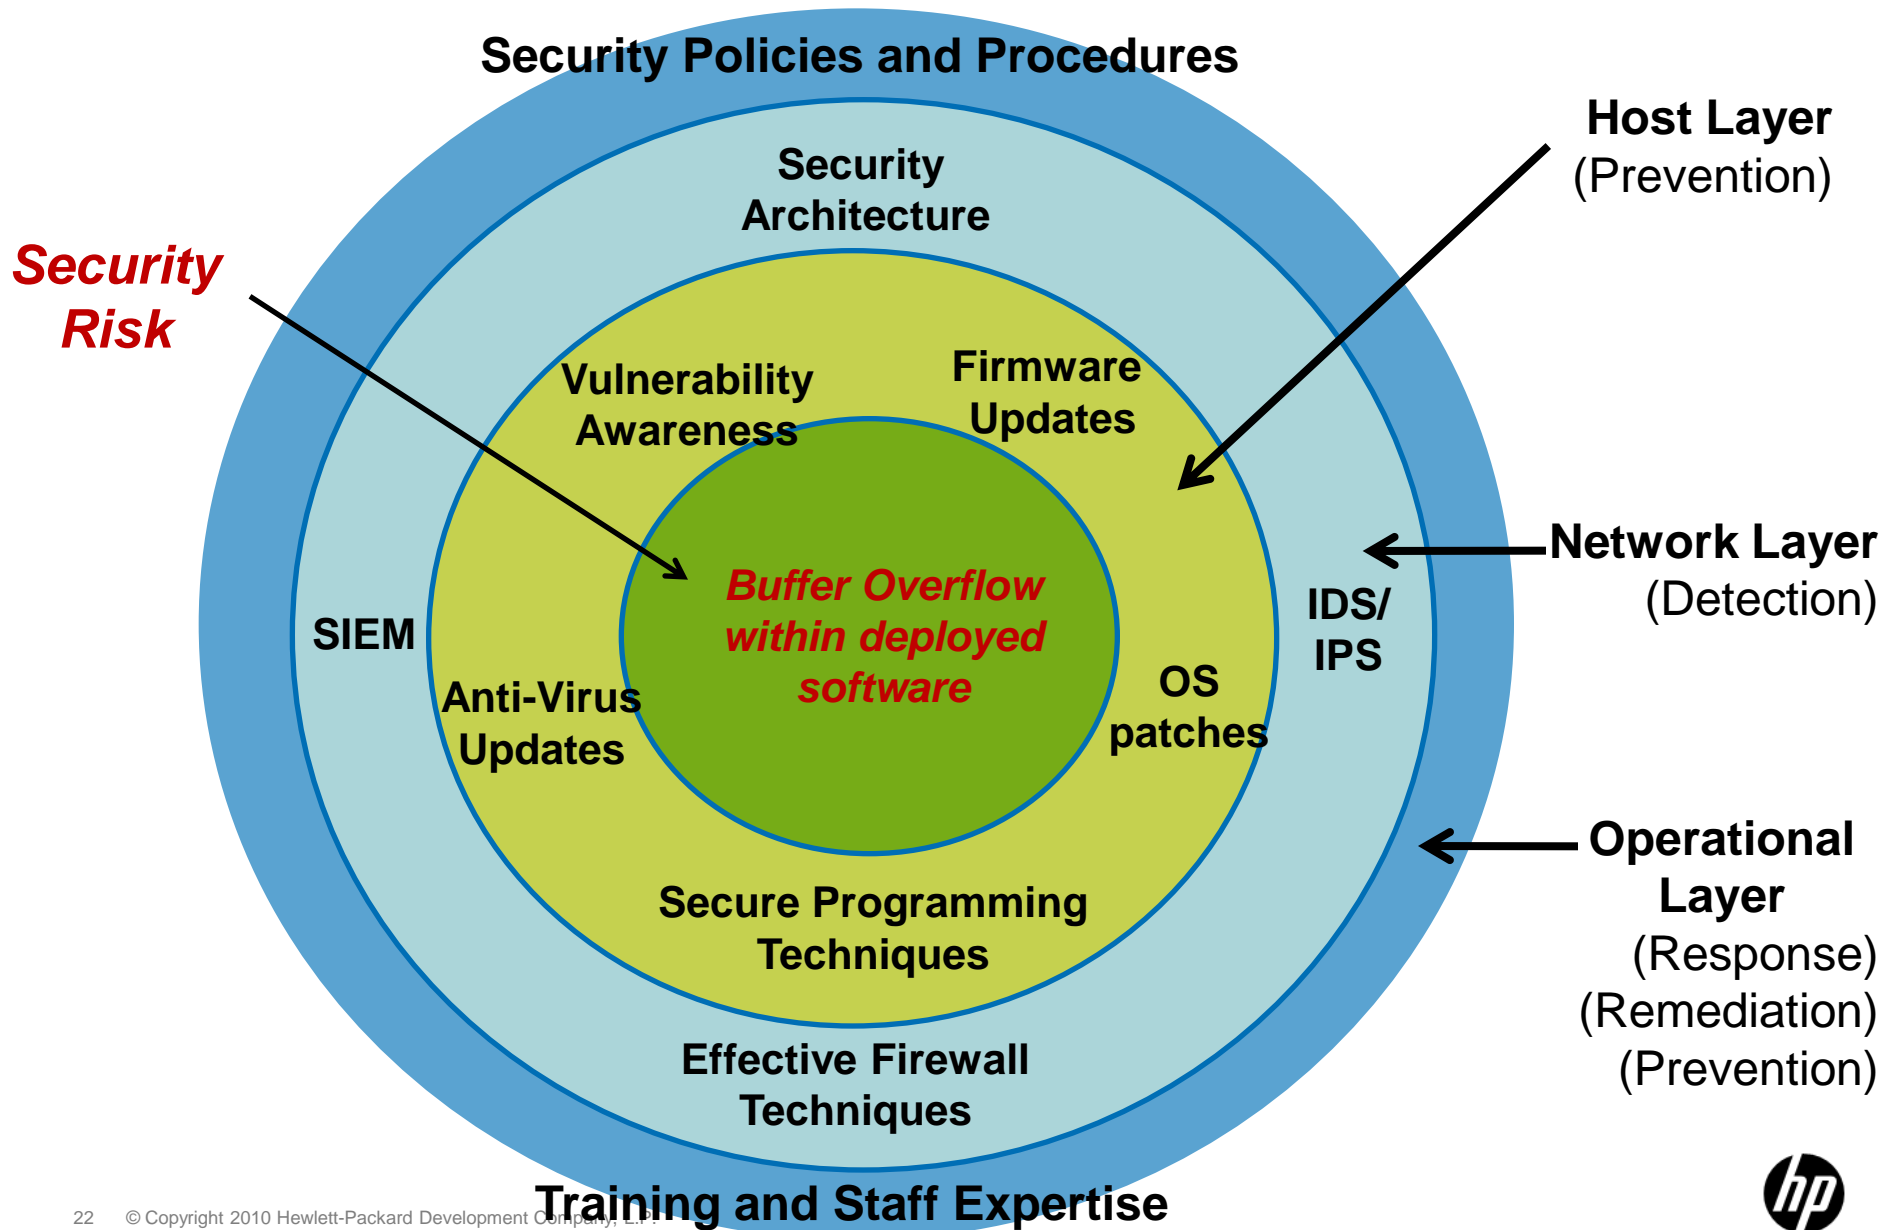 Security Policies and Procedures
Host Layer
(Prevention)
Security
Architecture
Security
Risk
Vulnerability
Awareness
Firmware
Updates
Network Layer
(Detection)
Buffer Overflow
within deployed
software
SIEM
IDS/
IPS
Anti-Virus
Updates
OS
patches
Operational
Layer
(Response)
(Remediation)
(Prevention)
Secure Programming
Techniques
Effective Firewall
Techniques
Training and Staff Expertise
22 © Copyright 2010 Hewlett-Packard Development Company, L.P.
hp